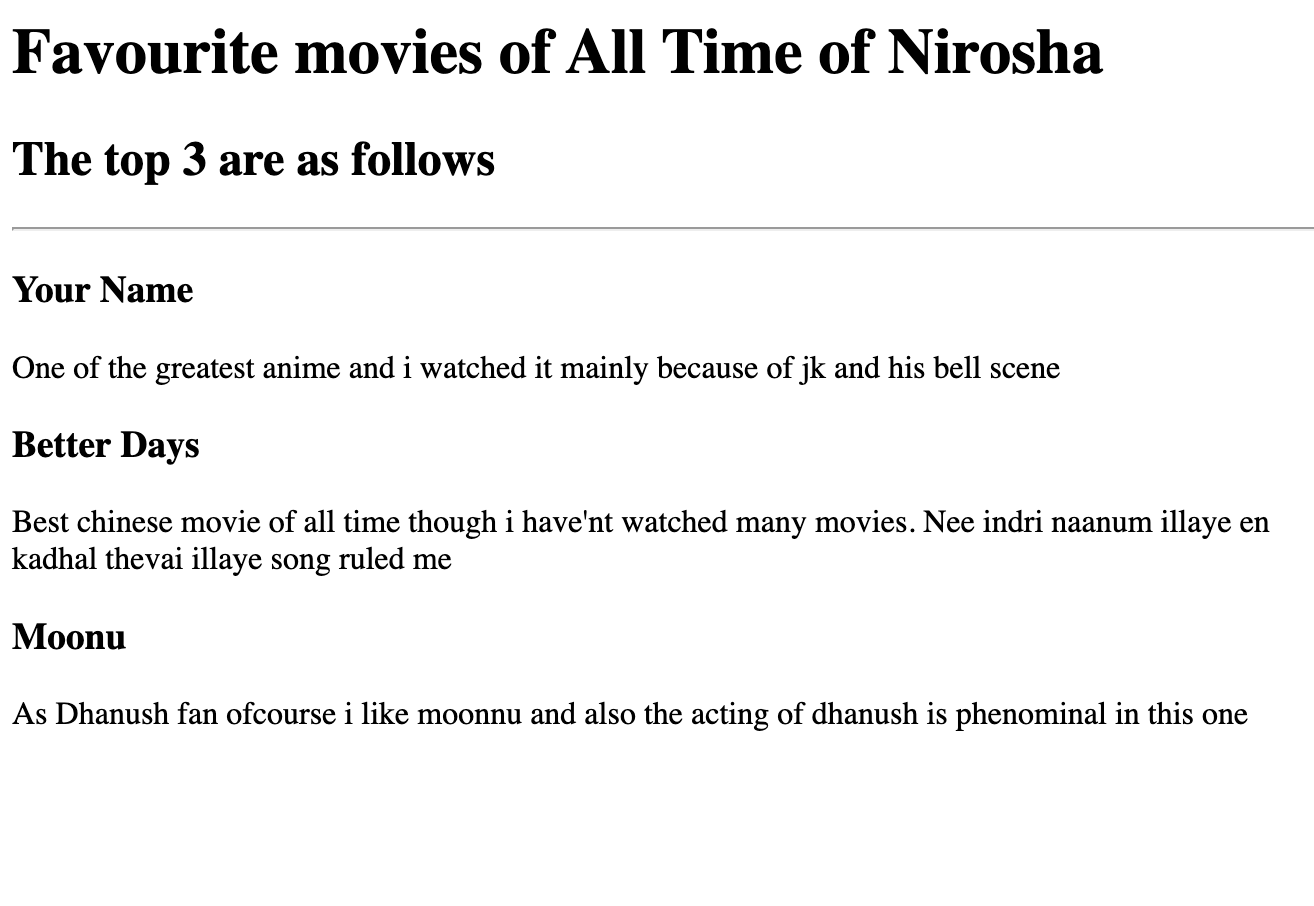 Favourite movies of All Time of Nirosha
The top 3 are as follows
Your Name
One of the greatest anime and i watched it mainly because of jk and his bell scene
Better Days
Best chinese movie of all time though i have'nt watched many movies. Nee indri naanum illaye en
kadhal thevai illaye song ruled me
Moonu
As Dhanush fan ofcourse i like moonnu and also the acting of dhanush is phenominal in this one